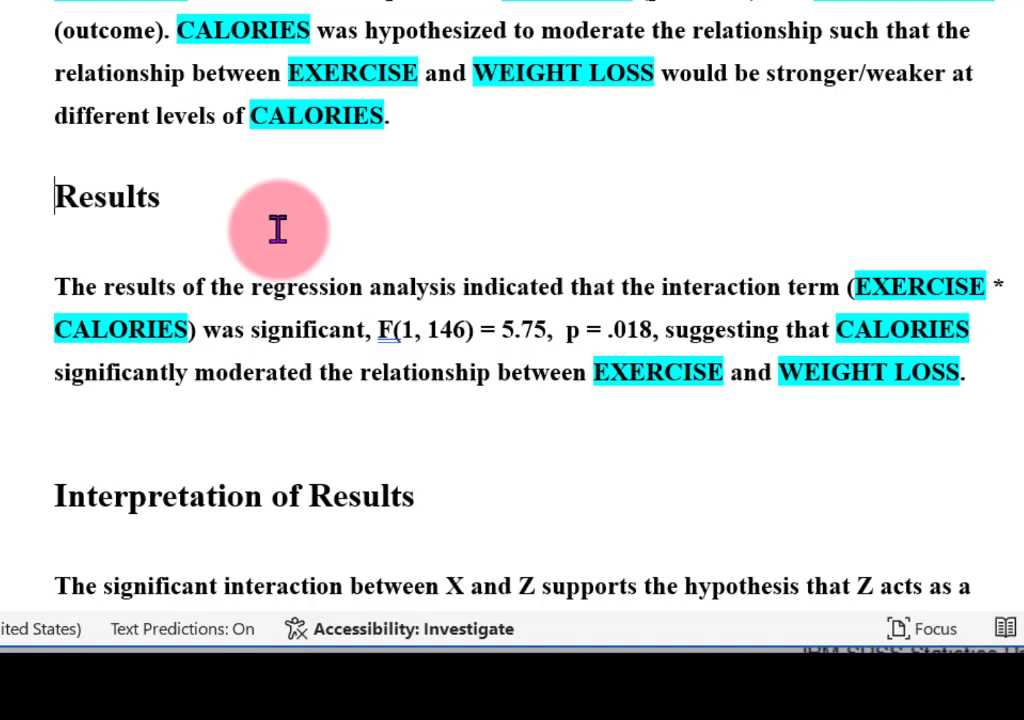 (outcome). CALORIES was hypothesized to moderate the relationship such that the
relationship between EXERCISE and WEIGHT LOSS would be stronger/weaker at
different levels of CALORIES.
Results
The results of the regression analysis indicated that the interaction term (EXERCISE *
CALORIES) was significant, F(1, 146) = 5.75,  p = .018, suggesting that CALORIES
significantly moderated the relationship between EXERCISE and WEIGHT LOSS.
Interpretation of Results
The significant interaction between X and Z supports the hypothesis that Z acts as a
ited States) Text Predictions: On Accessibility: Investigate Focus